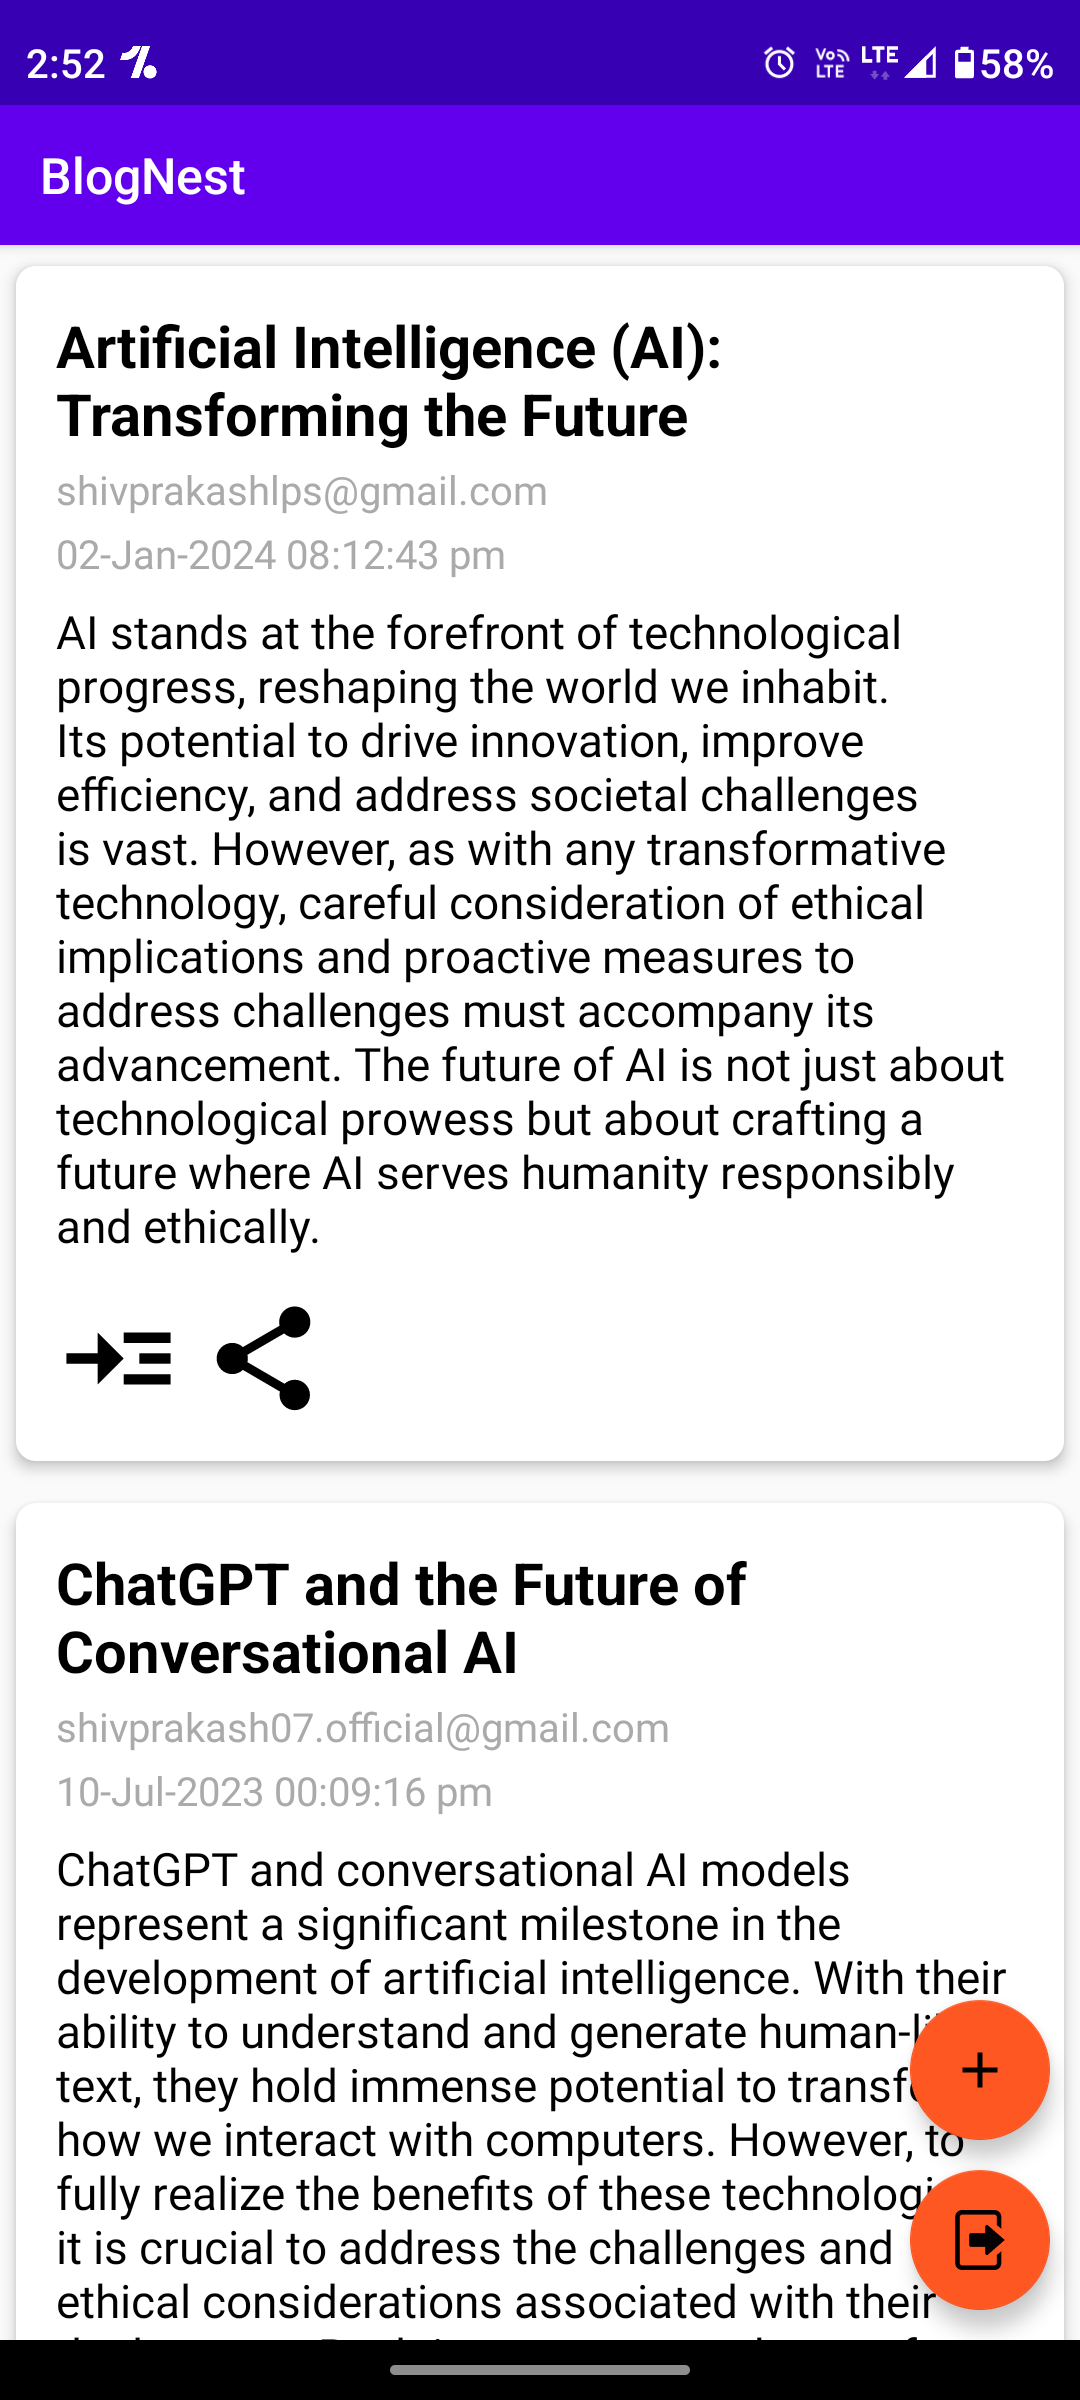 2:52
Vo LTE
LTE
58%
BlogNest
Artificial Intelligence (AI):
Transforming the Future
shivprakashlps@gmail.com
02-Jan-2024 08:12:43 pm
AI stands at the forefront of technological
progress, reshaping the world we inhabit.
Its potential to drive innovation, improve
efficiency, and address societal challenges
is vast. However, as with any transformative
technology, careful consideration of ethical
implications and proactive measures to
address challenges must accompany its
advancement. The future of AI is not just about
technological prowess but about crafting a
future where AI serves humanity responsibly
and ethically.
ChatGPT and the Future of
Conversational AI
shivprakash07.official@gmail.com
10-Jul-2023 00:09:16 pm
ChatGPT and conversational AI models
represent a significant milestone in the
development of artificial intelligence. With their
ability to understand and generate
text, they hold immense potential to
how we interact with computers. However, to
fully realize the benefits of these
it is crucial to address the challenges and
ethical considerations associated with their